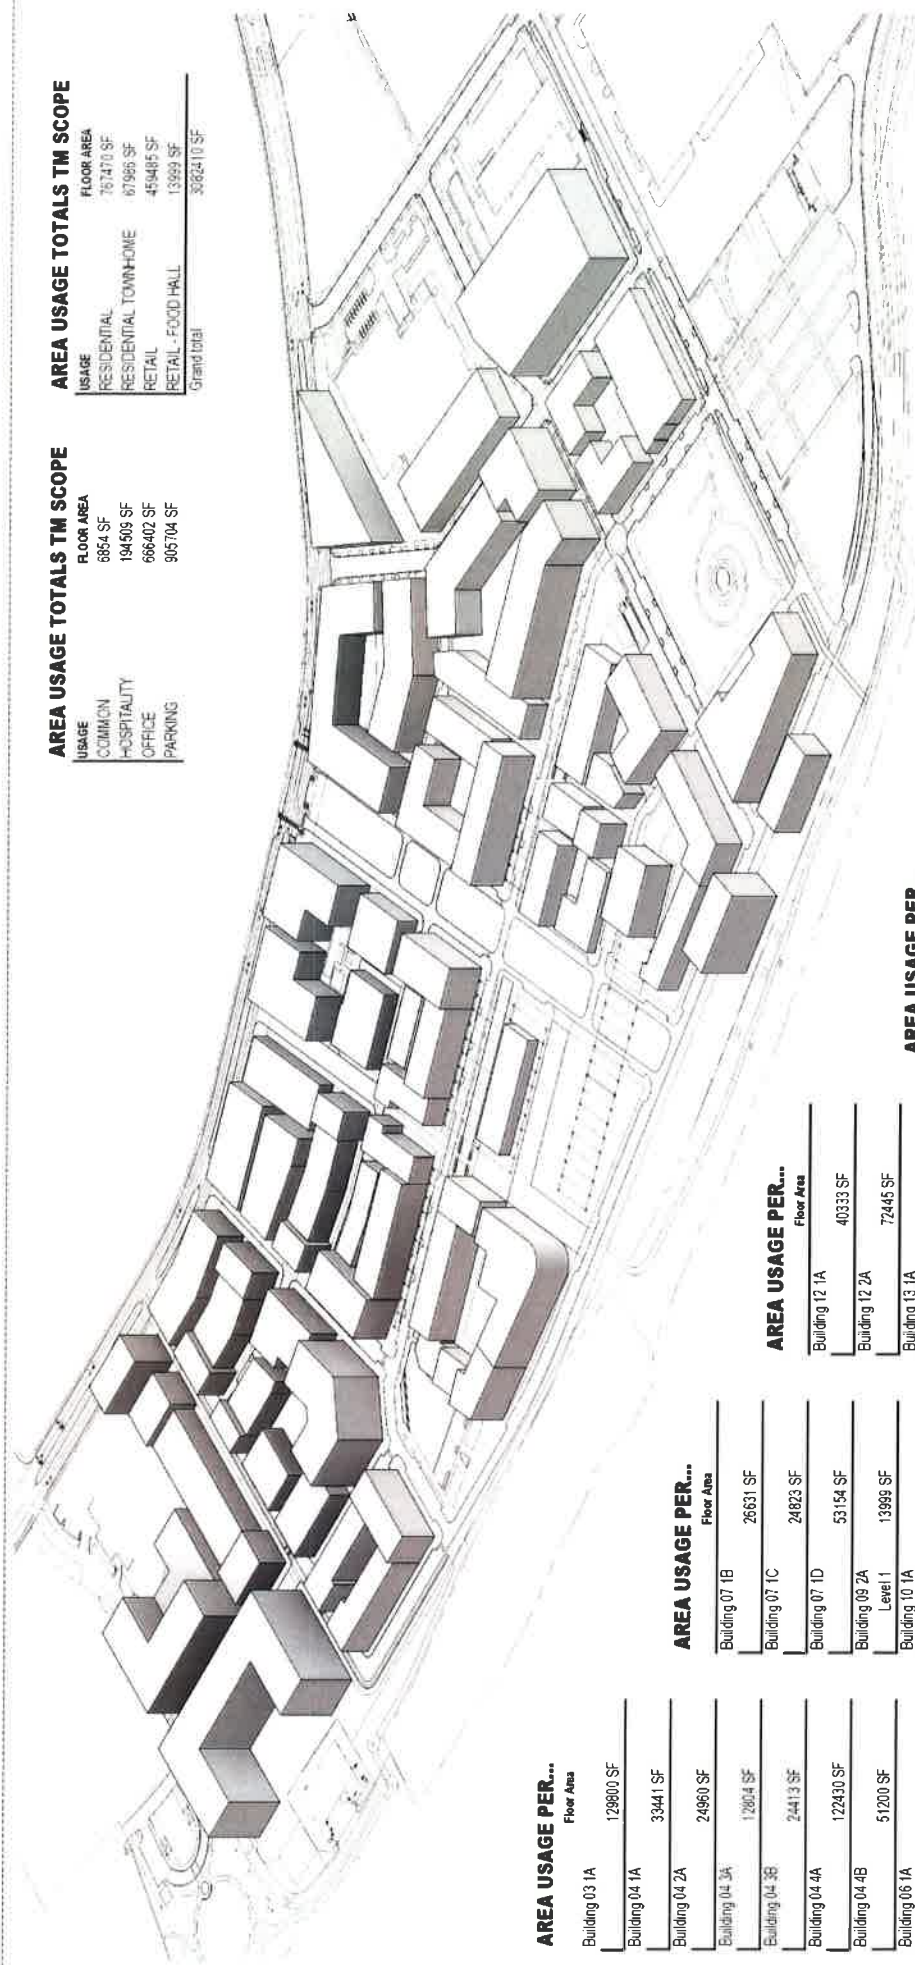 AREA USAGE TOTALS TM SCOPE
USAGE FLOOR AREA
COMMON 6854 SF
HOSPITALITY 194509 SF
OFFICE 666402 SF
PARKING 905704 SF
AREA USAGE TOTALS TM SCOPE
USAGE FLOOR AREA
RESIDENTIAL 767470 SF
RESIDENTIAL TOWNHOME 67986 SF
RETAIL 459485 SF
RETAIL - FOOD HALL 13999 SF
Grand total 3082410 SF
AREA USAGE PER...
Floor Area
Building 03 1A
129800 SF
Building 04 1A
33441 SF
Building 04 2A
24960 SF
Building 04 3A
12804 SF
Building 04 3B
24413 SF
Building 04 4A
122430 SF
Building 04 4B
51200 SF
Building 06 1A
AREA USAGE PER...
Floor Area
Building 07 1B
26631 SF
Building 07 1C
24823 SF
Building 07 1D
53154 SF
Building 09 2A
Level 1 13999 SF
Building 10 1A
AREA USAGE PER...
Floor Area
Building 12 1A
40333 SF
Building 12 2A
72445 SF
Building 13 1A
AREA USAGE PER